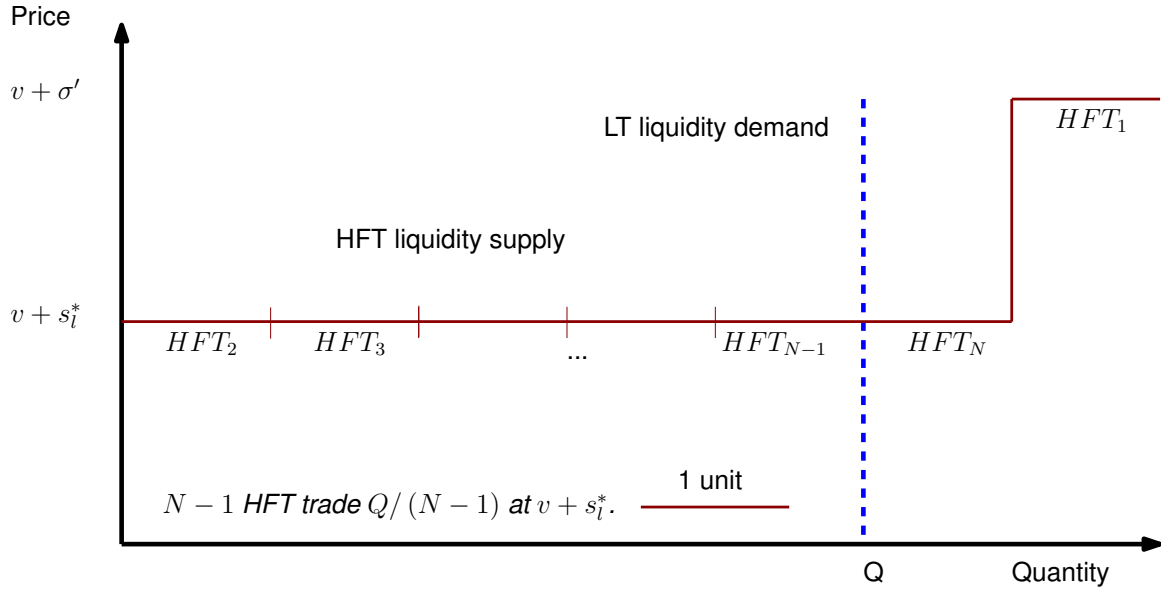 Price
v + σ′
HFT₁
LT liquidity demand
HFT liquidity supply
v + s*ₗ
HFT₂
HFT₃
...
HFT_{N−1}
HFT_N
1 unit
N − 1 HFT trade Q/ (N − 1) at v + s*ₗ.
Q
Quantity